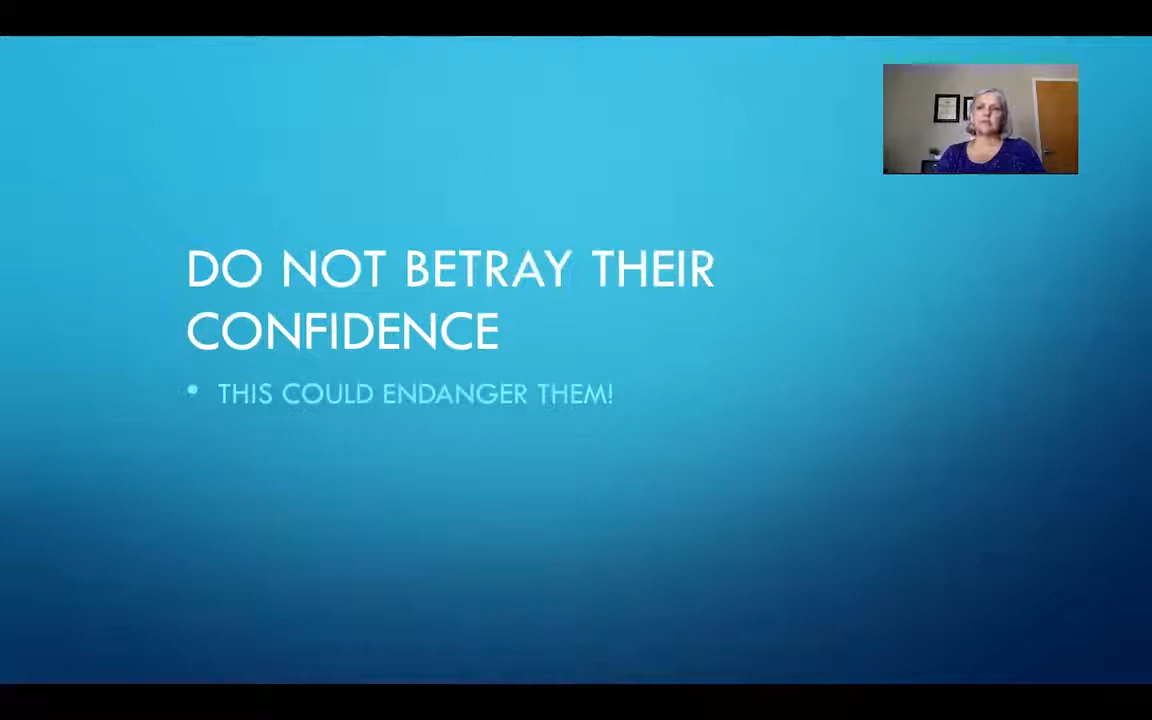 DO NOT BETRAY THEIR
CONFIDENCE
• THIS COULD ENDANGER THEM!